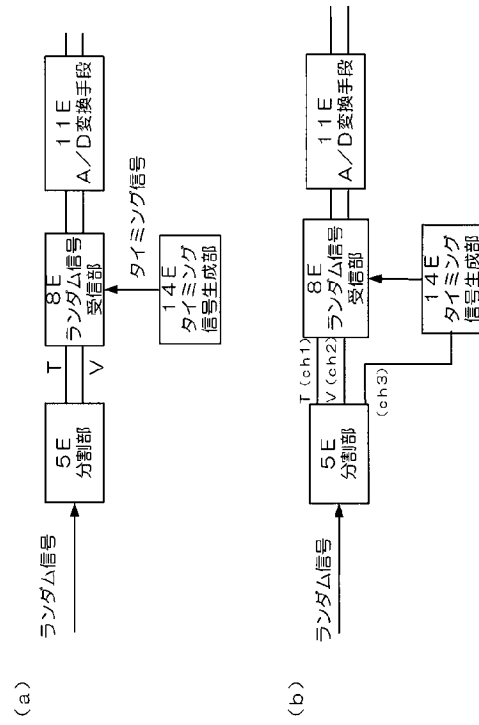 (a)
ランダム信号
5E
分割部
T
V
8E
ランダム信号
受信部
11E
A/D変換手段
タイミング信号
14E
タイミング
信号生成部
(b)
ランダム信号
5E
分割部
T(ch1)
V(ch2)
(ch3)
8E
ランダム信号
受信部
11E
A/D変換手段
14E
タイミング
信号生成部